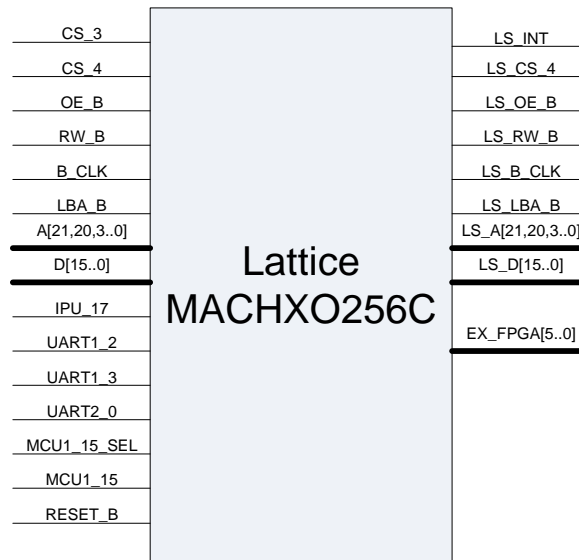 CS_3
CS_4
OE_B
RW_B
B_CLK
LBA_B
A[21,20,3..0]
D[15..0]
IPU_17
UART1_2
UART1_3
UART2_0
MCU1_15_SEL
MCU1_15
RESET_B
Lattice
MACHXO256C
LS_INT
LS_CS_4
LS_OE_B
LS_RW_B
LS_B_CLK
LS_LBA_B
LS_A[21,20,3..0]
LS_D[15..0]
EX_FPGA[5..0]